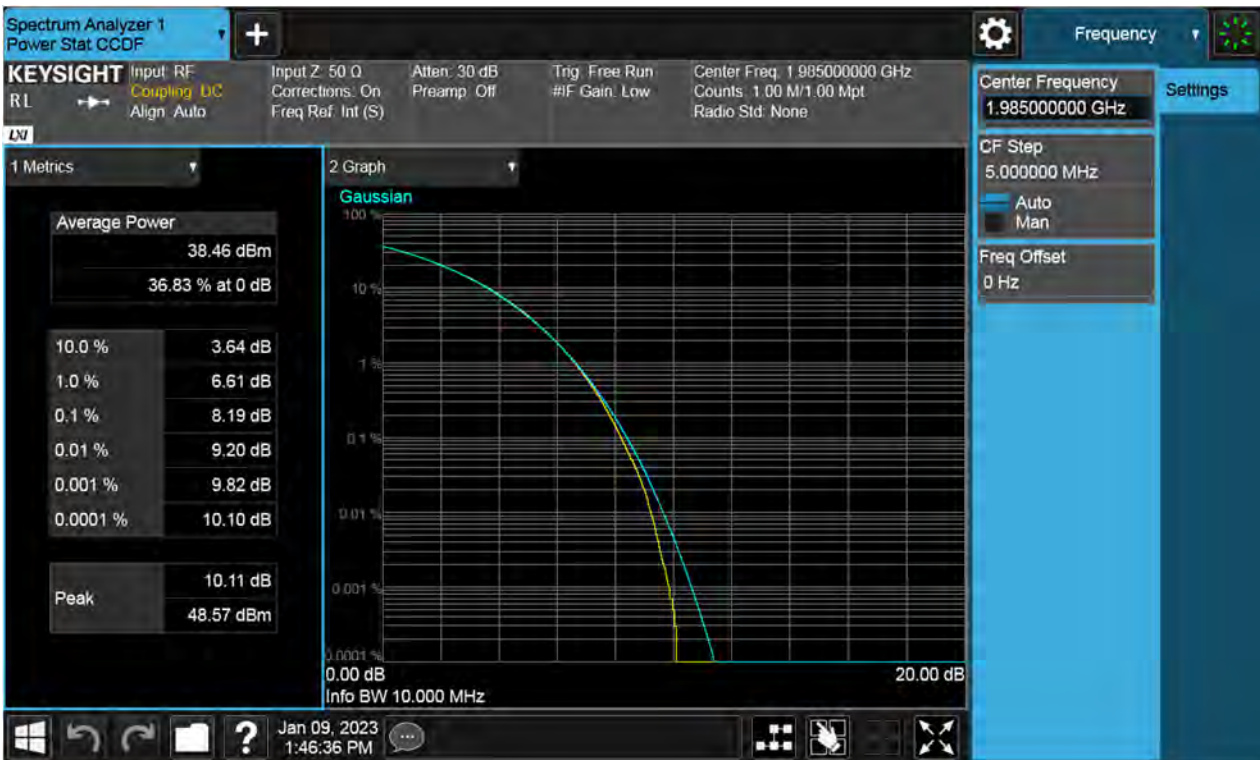 Spectrum Analyzer 1
Power Stat CCDF
+
Frequency
KEYSIGHT
RL
LXI
Input: RF
Coupling: DC
Align: Auto
Input Z: 50 Ω
Corrections: On
Freq Ref: Int (S)
Atten: 30 dB
Preamp: Off
Trig: Free Run
#IF Gain: Low
Center Freq: 1.985000000 GHz
Counts: 1.00 M/1.00 Mpt
Radio Std: None
Center Frequency
1.985000000 GHz
Settings
CF Step
5.000000 MHz
Auto
Man
Freq Offset
0 Hz
1 Metrics
Average Power
38.46 dBm
36.83 % at 0 dB
10.0 % 3.64 dB
1.0 % 6.61 dB
0.1 % 8.19 dB
0.01 % 9.20 dB
0.001 % 9.82 dB
0.0001 % 10.10 dB
Peak
10.11 dB
48.57 dBm
2 Graph
Gaussian
100 %
10 %
1 %
0.1 %
0.01 %
0.001 %
0.0001 %
0.00 dB 20.00 dB
Info BW 10.000 MHz
?
Jan 09, 2023
1:46:36 PM